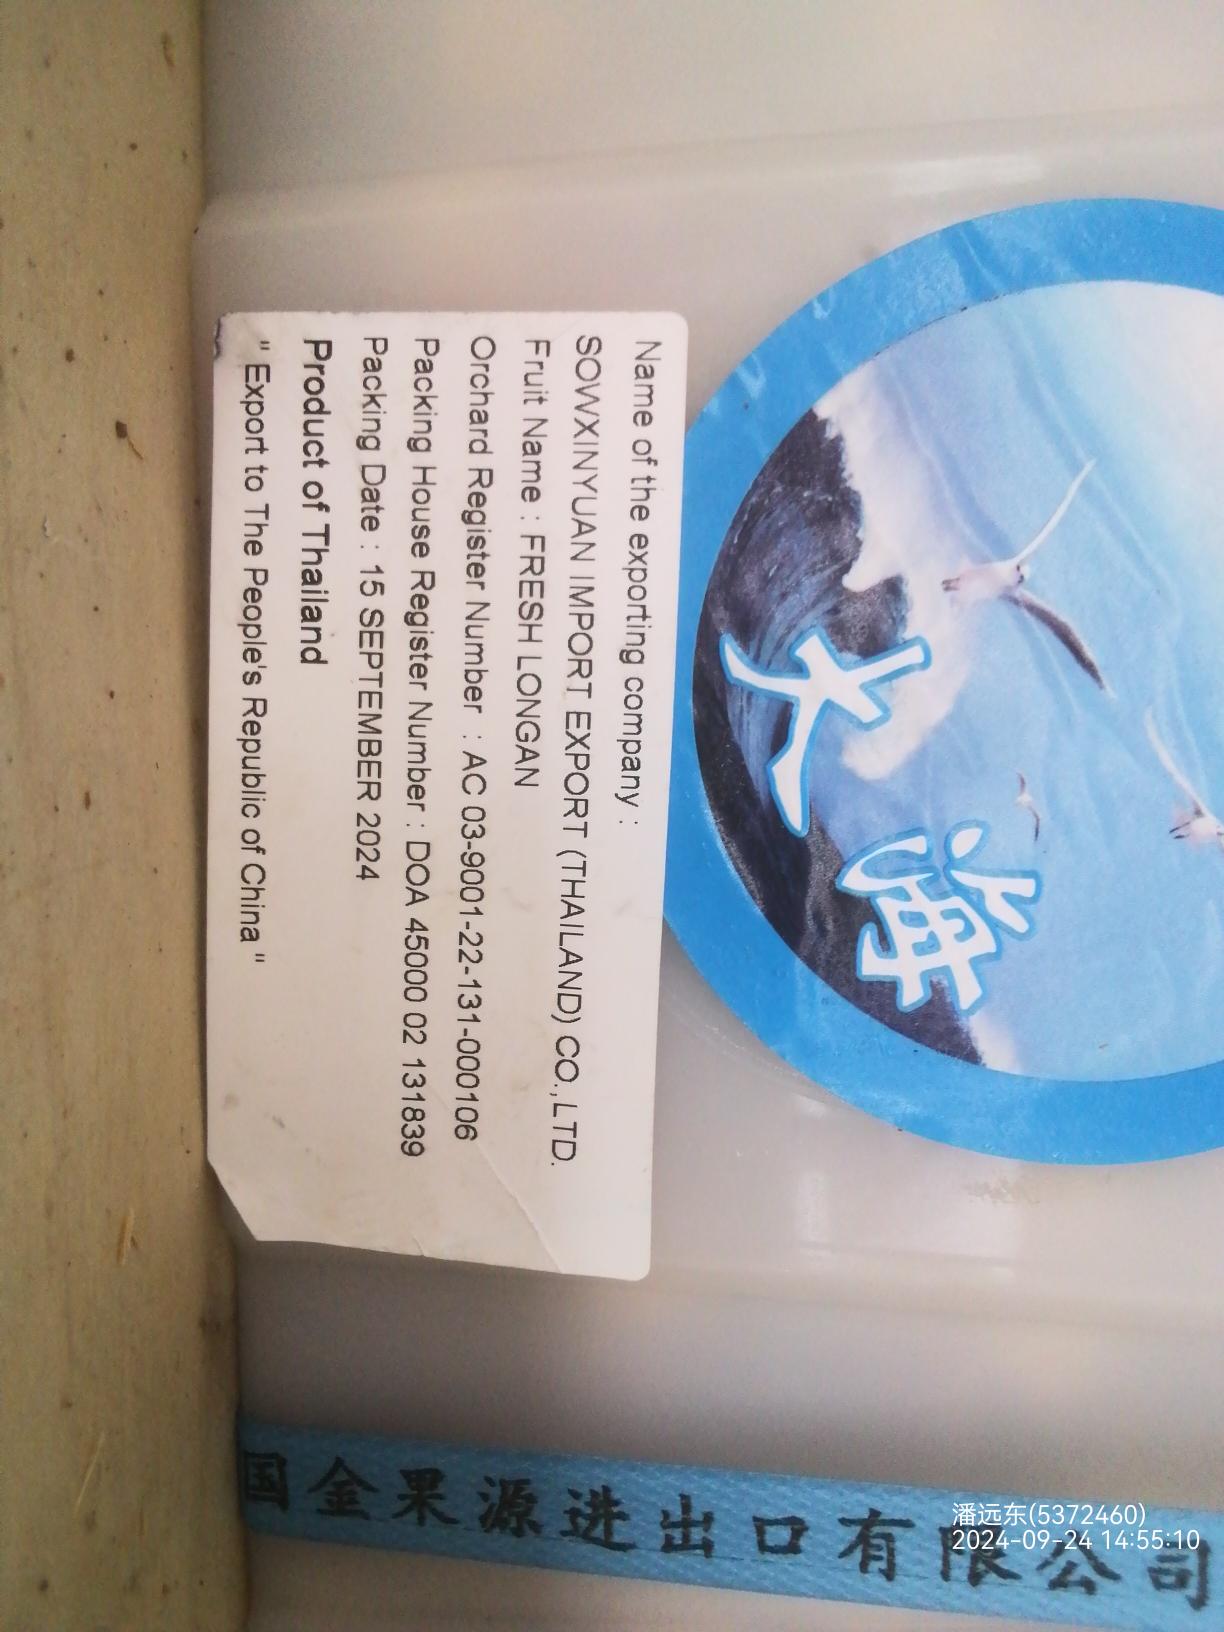 Name of the exporting company :
SOWXINYUAN IMPORT EXPORT (THAILAND) CO.,LTD.
Fruit Name : FRESH LONGAN
Orchard Register Number : AC 03-9001-22-131-000106
Packing House Register Number : DOA 45000 02 131839
Packing Date : 15 SEPTEMBER 2024
Product of Thailand
" Export to The People's Republic of China "
大海
国金果源进出口有限公司
潘远东(5372460)
2024-09-24 14:55:10